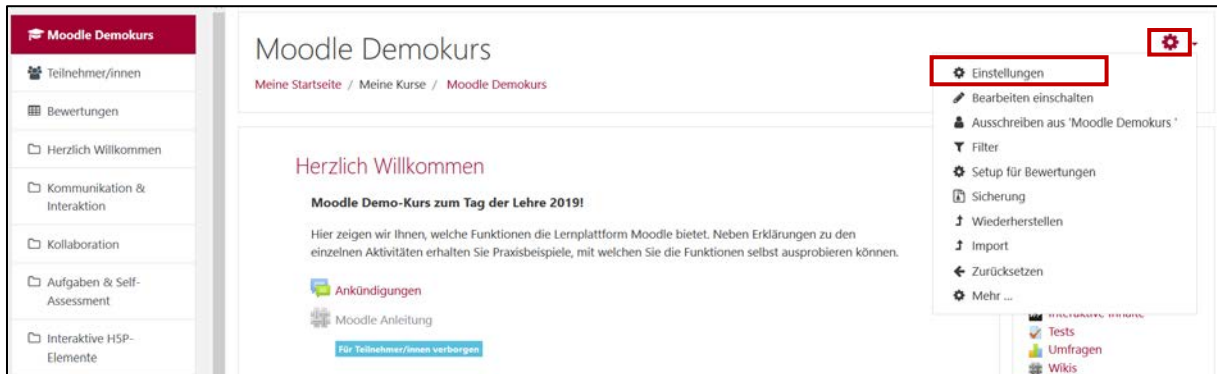 Moodle Demokurs
Teilnehmer/innen
Bewertungen
Herzlich Willkommen
Kommunikation &
Interaktion
Kollaboration
Aufgaben & Self-
Assessment
Interaktive H5P-
Elemente
Moodle Demokurs
Meine Startseite / Meine Kurse / Moodle Demokurs
Herzlich Willkommen
Moodle Demo-Kurs zum Tag der Lehre 2019!
Hier zeigen wir Ihnen, welche Funktionen die Lernplattform Moodle bietet. Neben Erklärungen zu den
einzelnen Aktivitäten erhalten Sie Praxisbeispiele, mit welchen Sie die Funktionen selbst ausprobieren können.
Ankündigungen
Moodle Anleitung
Für Teilnehmer/innen verborgen
Einstellungen
Bearbeiten einschalten
Ausschreiben aus 'Moodle Demokurs '
Filter
Setup für Bewertungen
Sicherung
Wiederherstellen
Import
Zurücksetzen
Mehr ...
Interaktive Inhalte
Tests
Umfragen
Wikis